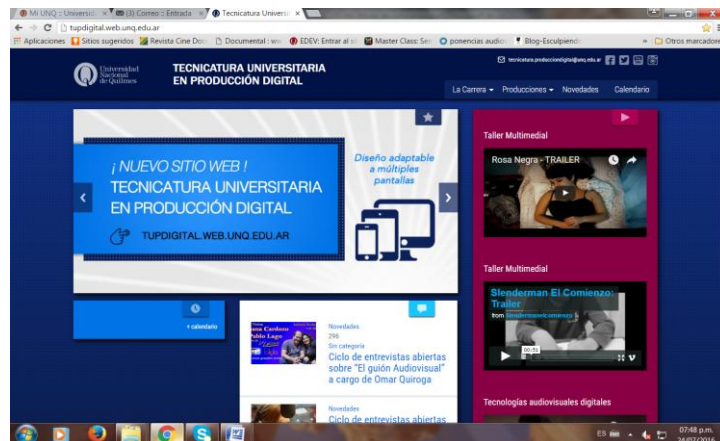 Mi UNQ :: Universid
(3) Correo :: Entrada
Tecnicatura Universit
tupdigital.web.unq.edu.ar
Aplicaciones
Sitios sugeridos
Revista Cine Doc
Documental
EDEV: Entrar al si
Master Class: Ser
ponencias audio
Blog-Esculpiend
Otros marcadores
Universidad
Nacional
de Quilmes
TECNICATURA UNIVERSITARIA
EN PRODUCCIÓN DIGITAL
tecnicatura.producciondigital@unq.edu.ar
La Carrera
Producciones
Novedades
Calendario
¡ NUEVO SITIO WEB !
TECNICATURA UNIVERSITARIA
EN PRODUCCIÓN DIGITAL
TUPDIGITAL.WEB.UNQ.EDU.AR
Diseño adaptable
a múltiples
pantallas
Taller Multimedial
Rosa Negra - TRAILER
Taller Multimedial
Slenderman El Comienzo:
Trailer
from Slendermanelcomienzo
Tecnologías audiovisuales digitales
+ calendario
Novedades
296
Sin categoría
Ciclo de entrevistas abiertas
sobre "El guión Audiovisual"
a cargo de Omar Quiroga
Novedades
Ciclo de entrevistas abiertas
ES
07:48 p.m.